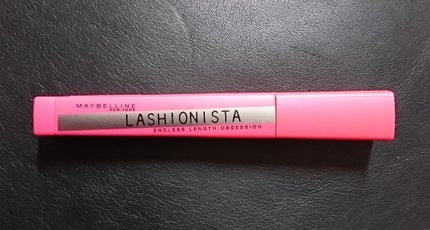 MAYBELLINE
NEW YORK
LASHIONISTA
ENDLESS LENGTH OBSESSION